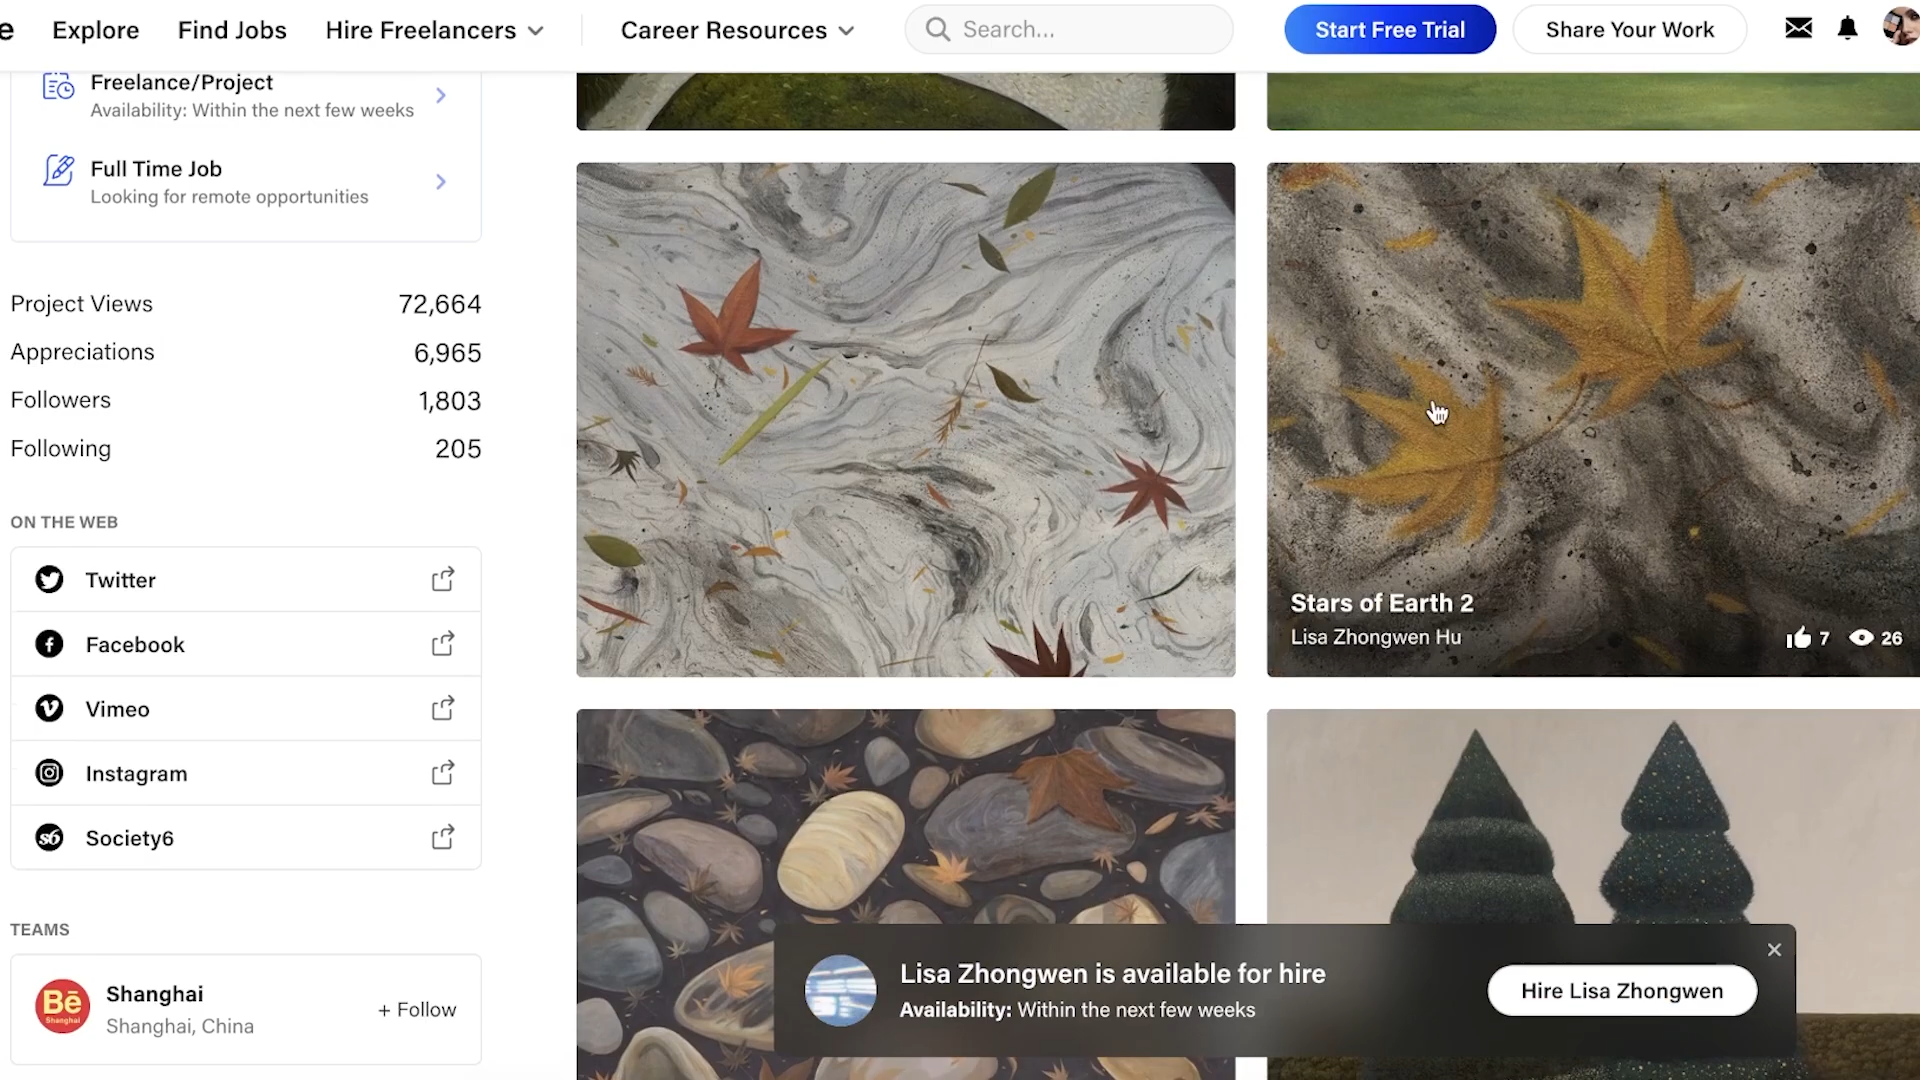 e
Explore
Find Jobs
Hire Freelancers
Career Resources
Search...
Start Free Trial
Share Your Work
Freelance/Project
Availability: Within the next few weeks
Full Time Job
Looking for remote opportunities
Project Views 72,664
Appreciations 6,965
Followers 1,803
Following 205
ON THE WEB
Twitter
Facebook
Vimeo
Instagram
s6 Society6
TEAMS
Bē
Shanghai
Shanghai
Shanghai, China
+ Follow
Stars of Earth 2
Lisa Zhongwen Hu
7 26
Lisa Zhongwen is available for hire
Availability: Within the next few weeks
Hire Lisa Zhongwen